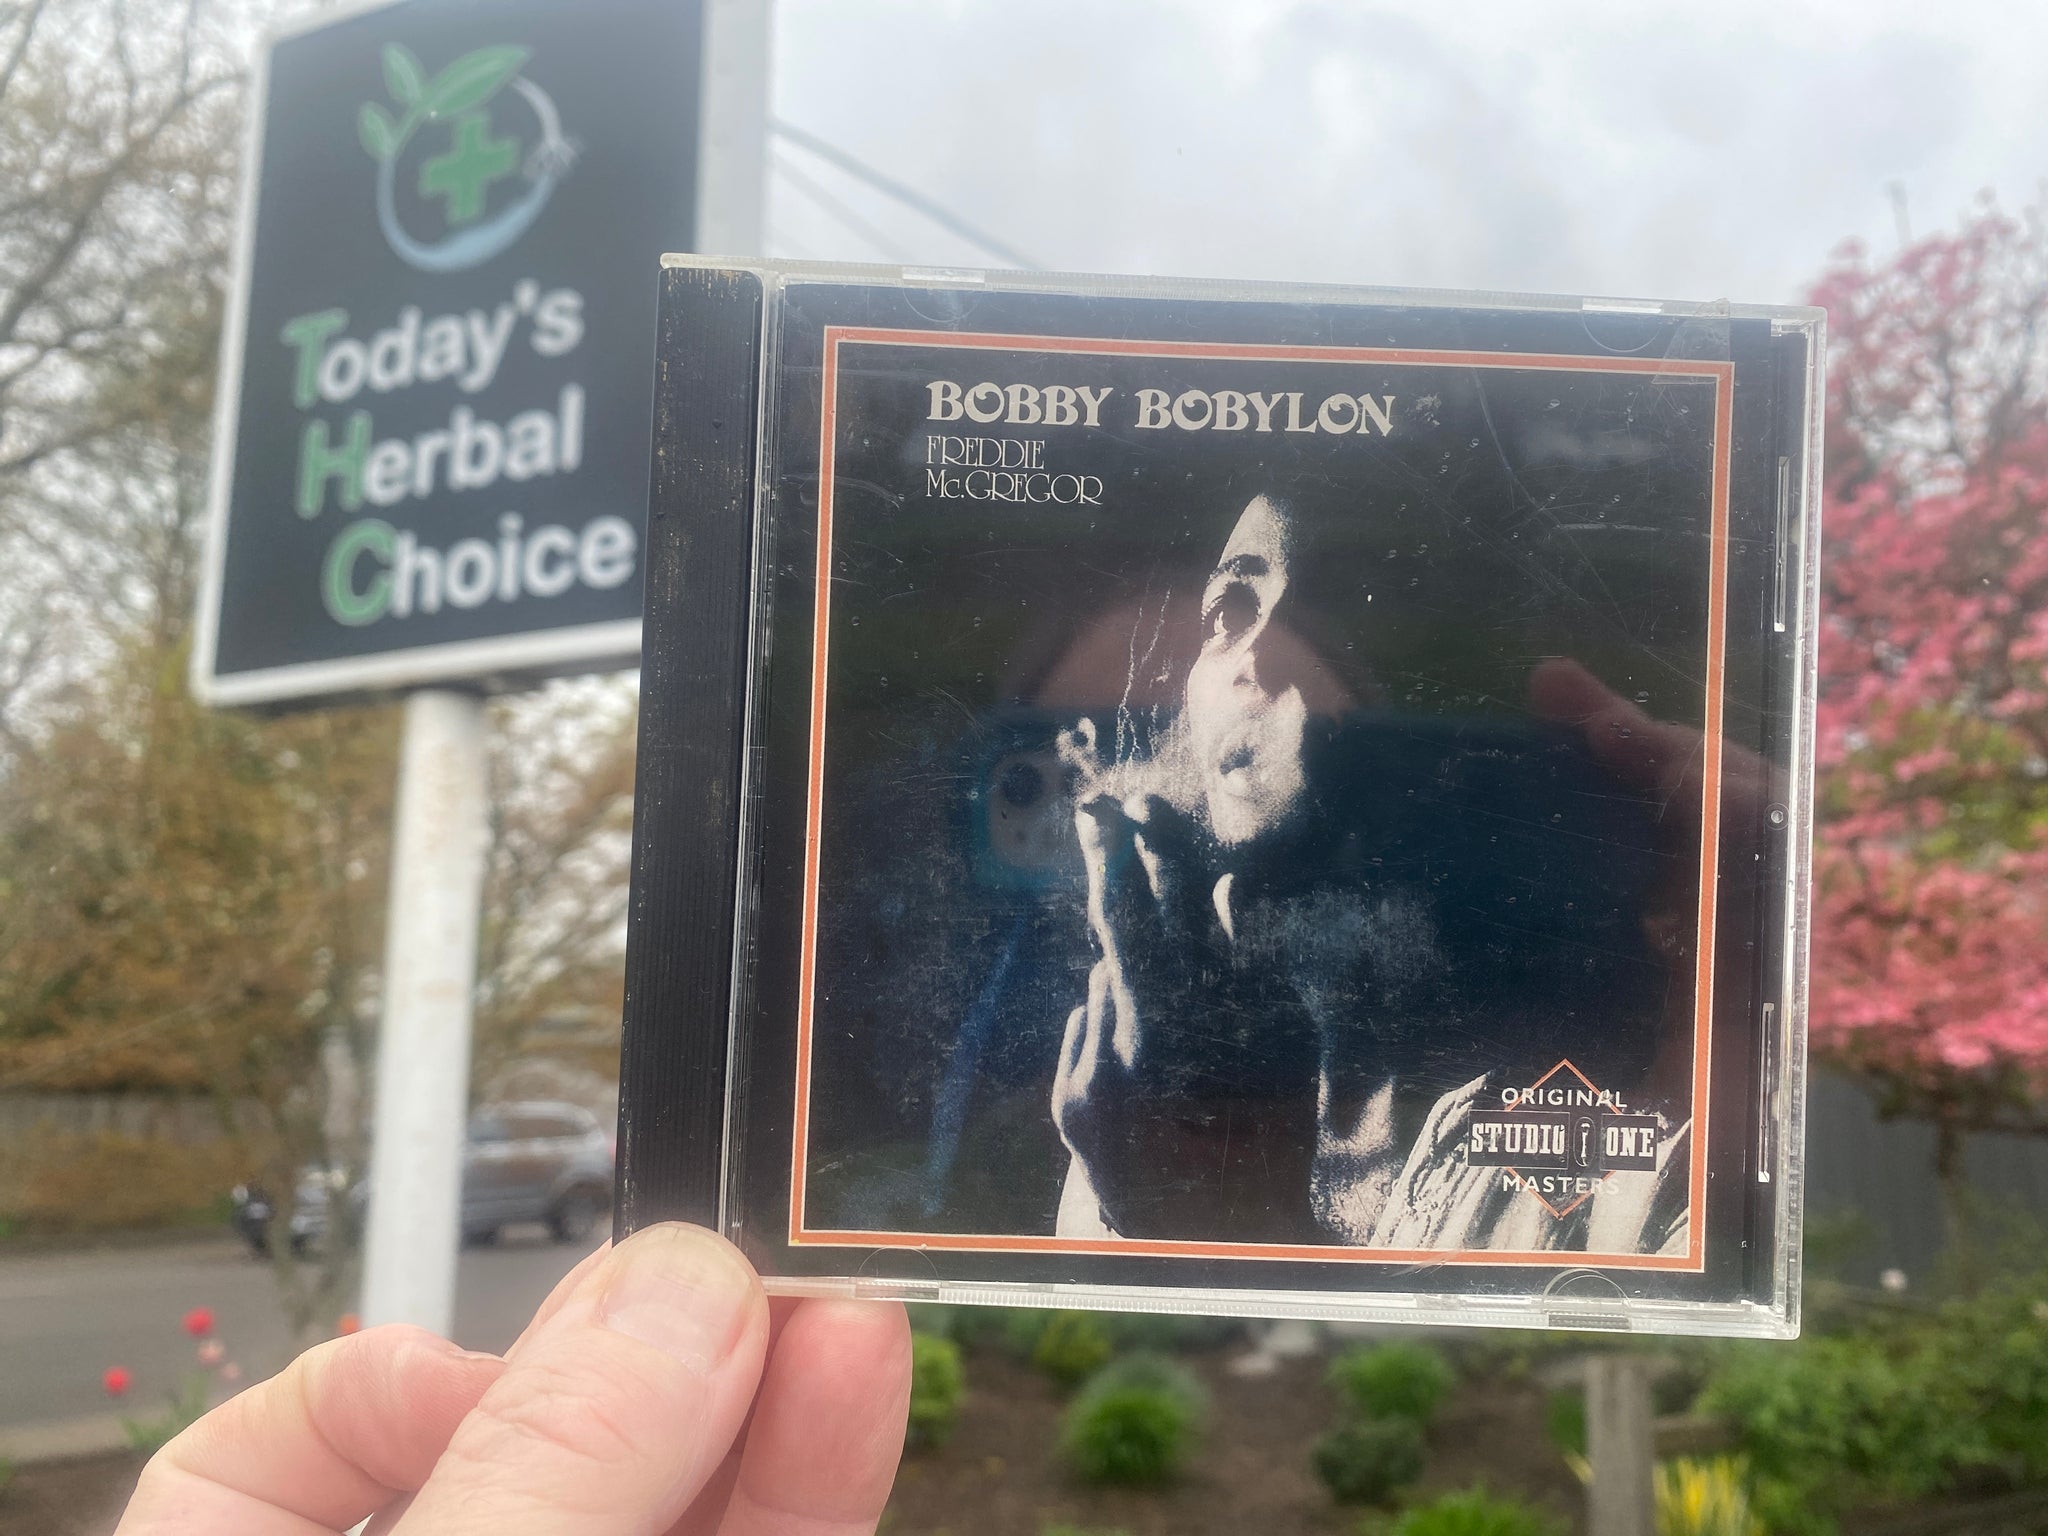 Today's
Herbal
Choice
BOBBY BOBYLON
FREDDIE
Mc.GREGOR
ORIGINAL
STUDIO ONE
MASTERS